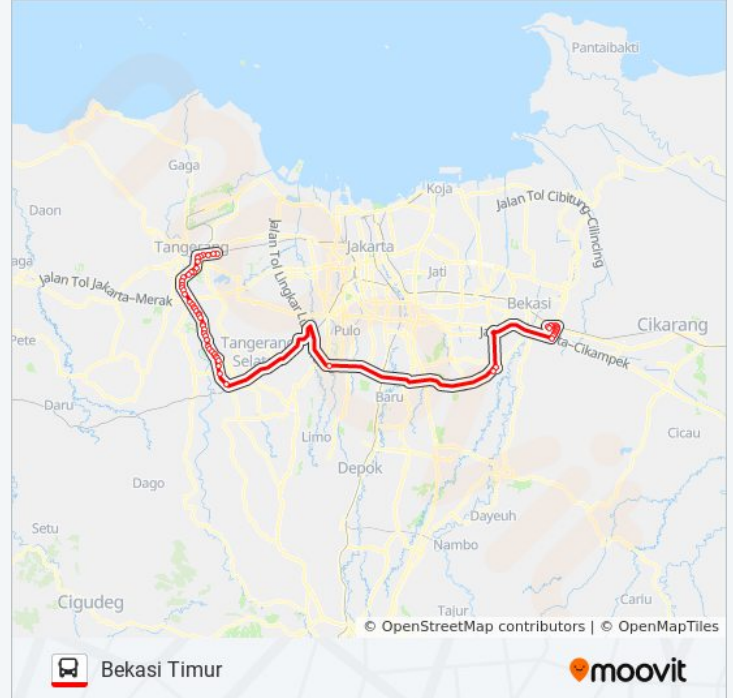 Pantaibakti
Gaga
Koja
Jalan Tol Cibitung–Cilincing
Daon
Tangerang
Jalan Tol Lingkar Lu
Jakarta
aga
Jati
Jalan Tol Jakarta–Merak
Bekasi
Pulo
Cikarang
Pete
Tangerang
Selat
Ja
ta–Cikampek
Baru
Daru
Cicau
Limo
Depok
Dago
Dayeuh
Setu
Nambo
Cigudeg
Tajur
Cariu
© OpenStreetMap contributors | © OpenMapTiles
Bekasi Timur
moovit